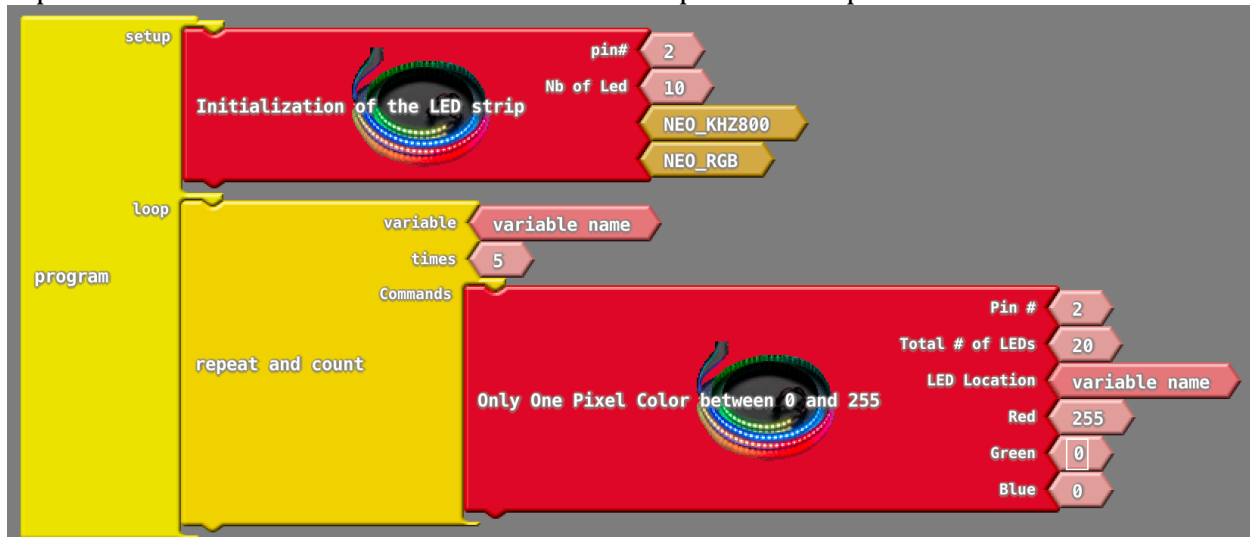 setup
pin# 2
Nb of Led 10
Initialization of the LED strip
NEO_KHZ800
NEO_RGB
loop
variable variable name
times 5
program
Commands
Pin # 2
Total # of LEDs 20
repeat and count
LED Location variable name
Only One Pixel Color between 0 and 255
Red 255
Green 0
Blue 0